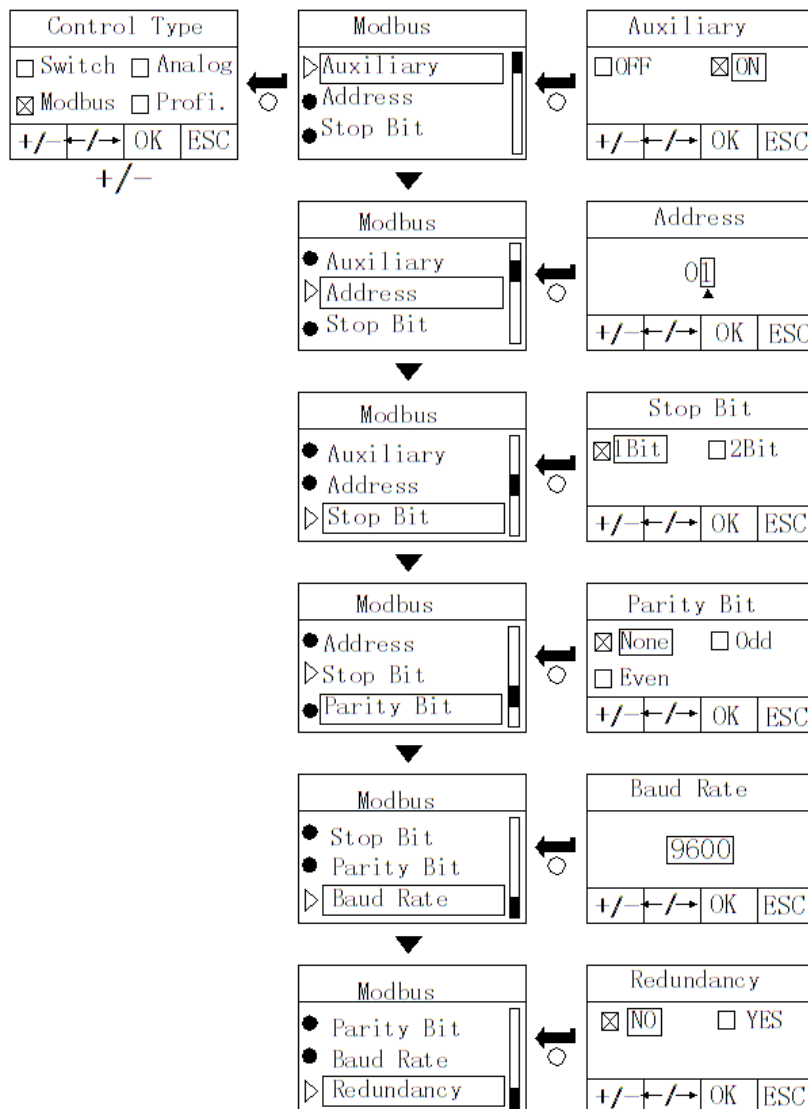 Control Type
Switch Analog
Modbus Profi.
+/- ←/→ OK ESC
+/-
Modbus
Auxiliary
Address
Stop Bit
Auxiliary
OFF ON
+/- ←/→ OK ESC
Modbus
Auxiliary
Address
Stop Bit
Address
01
+/- ←/→ OK ESC
Modbus
Auxiliary
Address
Stop Bit
Stop Bit
1Bit 2Bit
+/- ←/→ OK ESC
Modbus
Address
Stop Bit
Parity Bit
Parity Bit
None Odd
Even
+/- ←/→ OK ESC
Modbus
Stop Bit
Parity Bit
Baud Rate
Baud Rate
9600
+/- ←/→ OK ESC
Modbus
Parity Bit
Baud Rate
Redundancy
Redundancy
NO YES
+/- ←/→ OK ESC